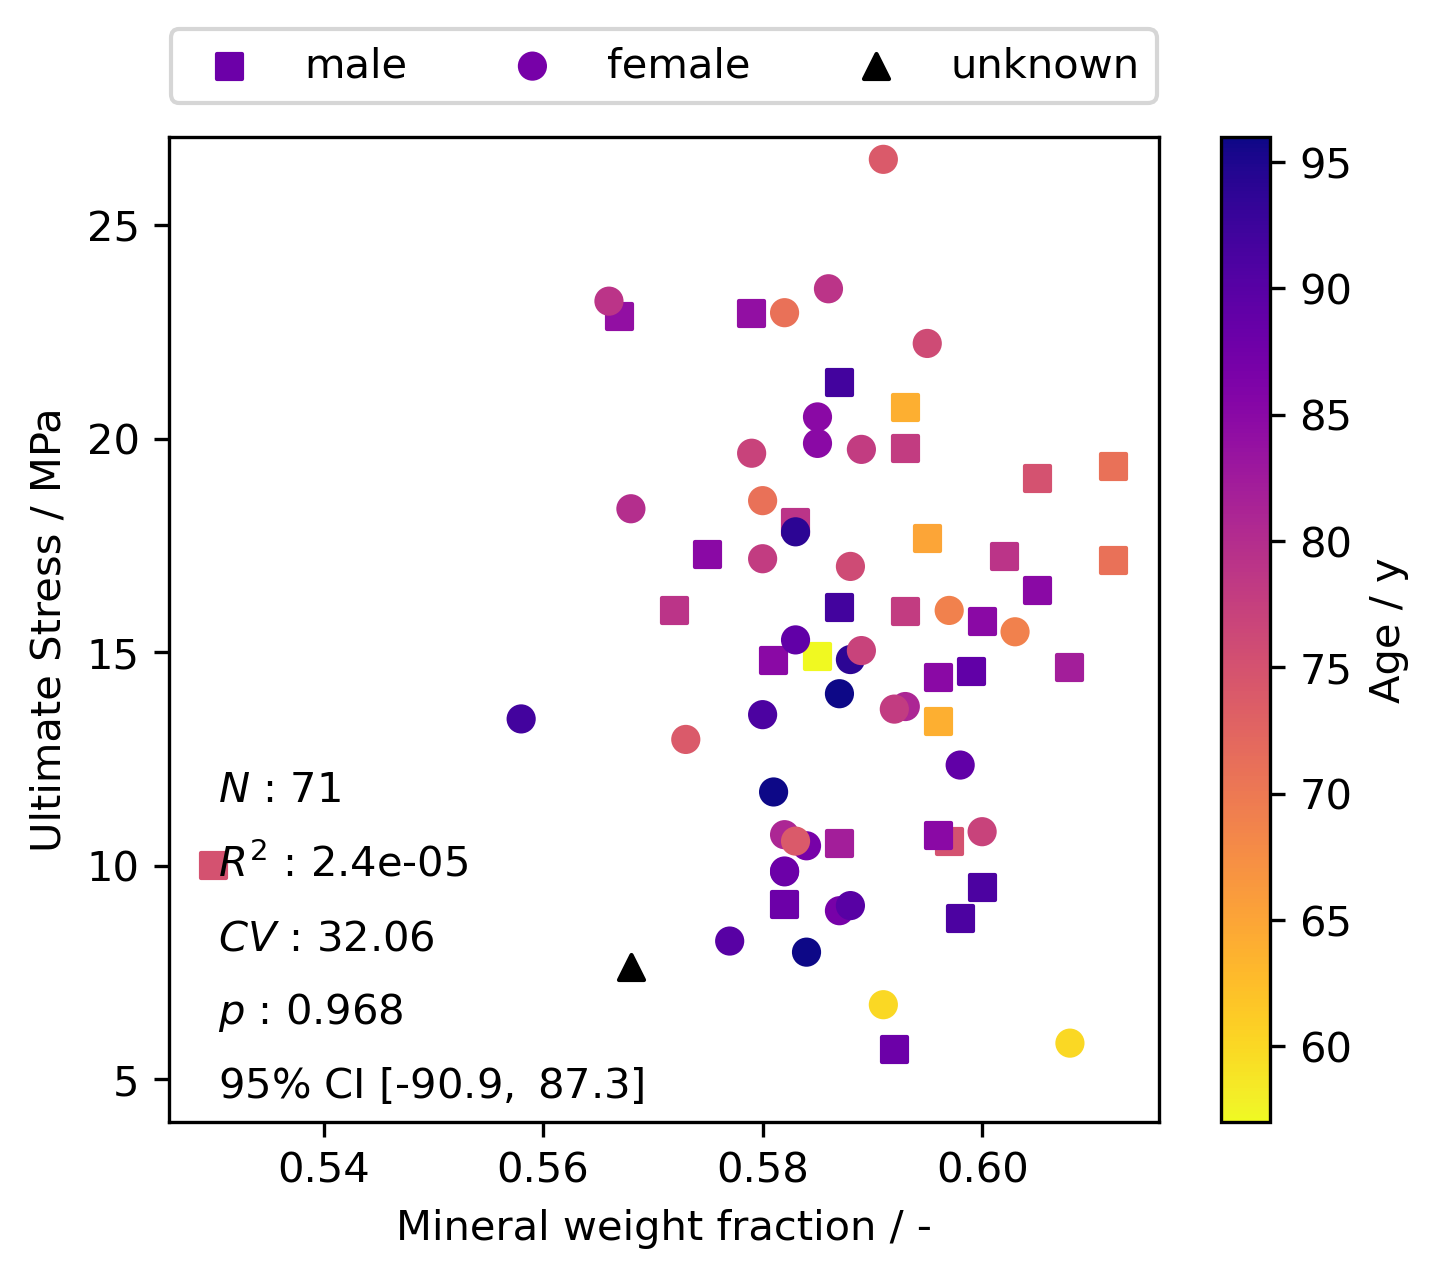 male female unknown
25
20
15
10
5
Ultimate Stress / MPa
N : 71
R² : 2.4e-05
CV : 32.06
p : 0.968
95% CI [-90.9, 87.3]
0.54 0.56 0.58 0.60
Mineral weight fraction / -
95
90
85
80
75
70
65
60
Age / y